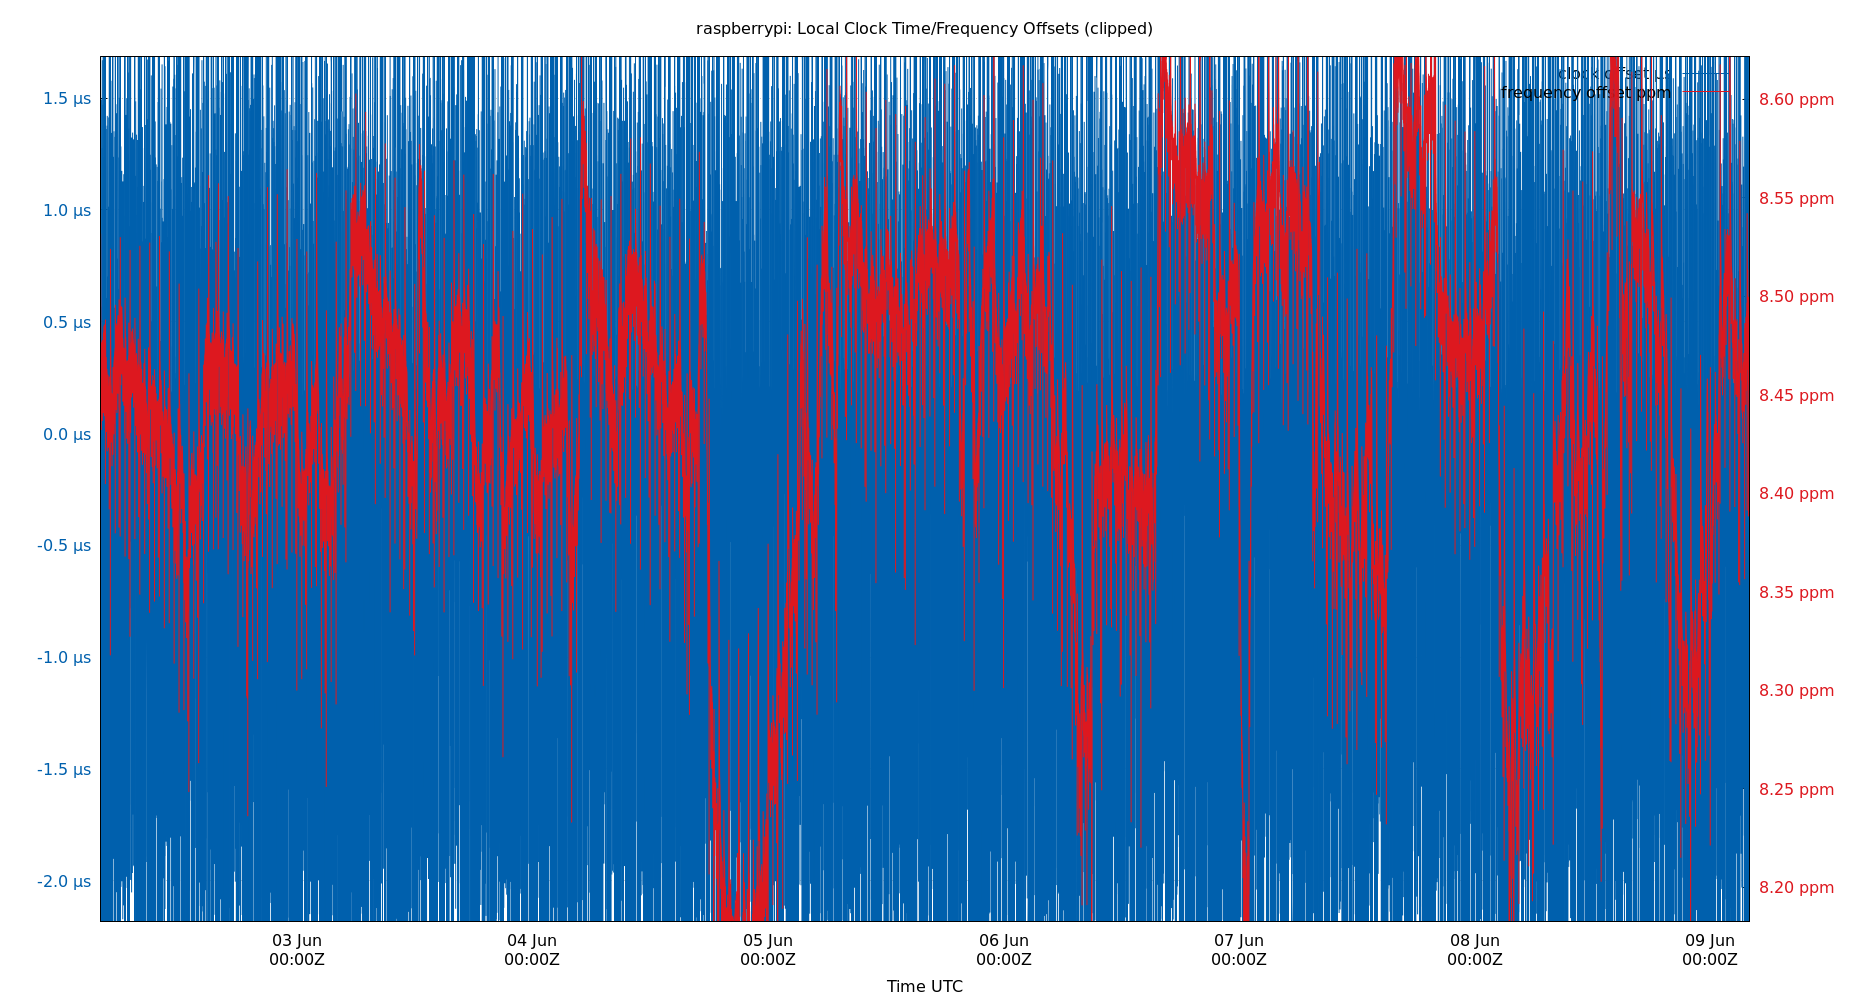 raspberrypi: Local Clock Time/Frequency Offsets (clipped)
clock offset µs
frequency offset ppm
1.5 µs
1.0 µs
0.5 µs
0.0 µs
-0.5 µs
-1.0 µs
-1.5 µs
-2.0 µs
8.60 ppm
8.55 ppm
8.50 ppm
8.45 ppm
8.40 ppm
8.35 ppm
8.30 ppm
8.25 ppm
8.20 ppm
03 Jun 04 Jun 05 Jun 06 Jun 07 Jun 08 Jun 09 Jun
00:00Z 00:00Z 00:00Z 00:00Z 00:00Z 00:00Z 00:00Z
Time UTC